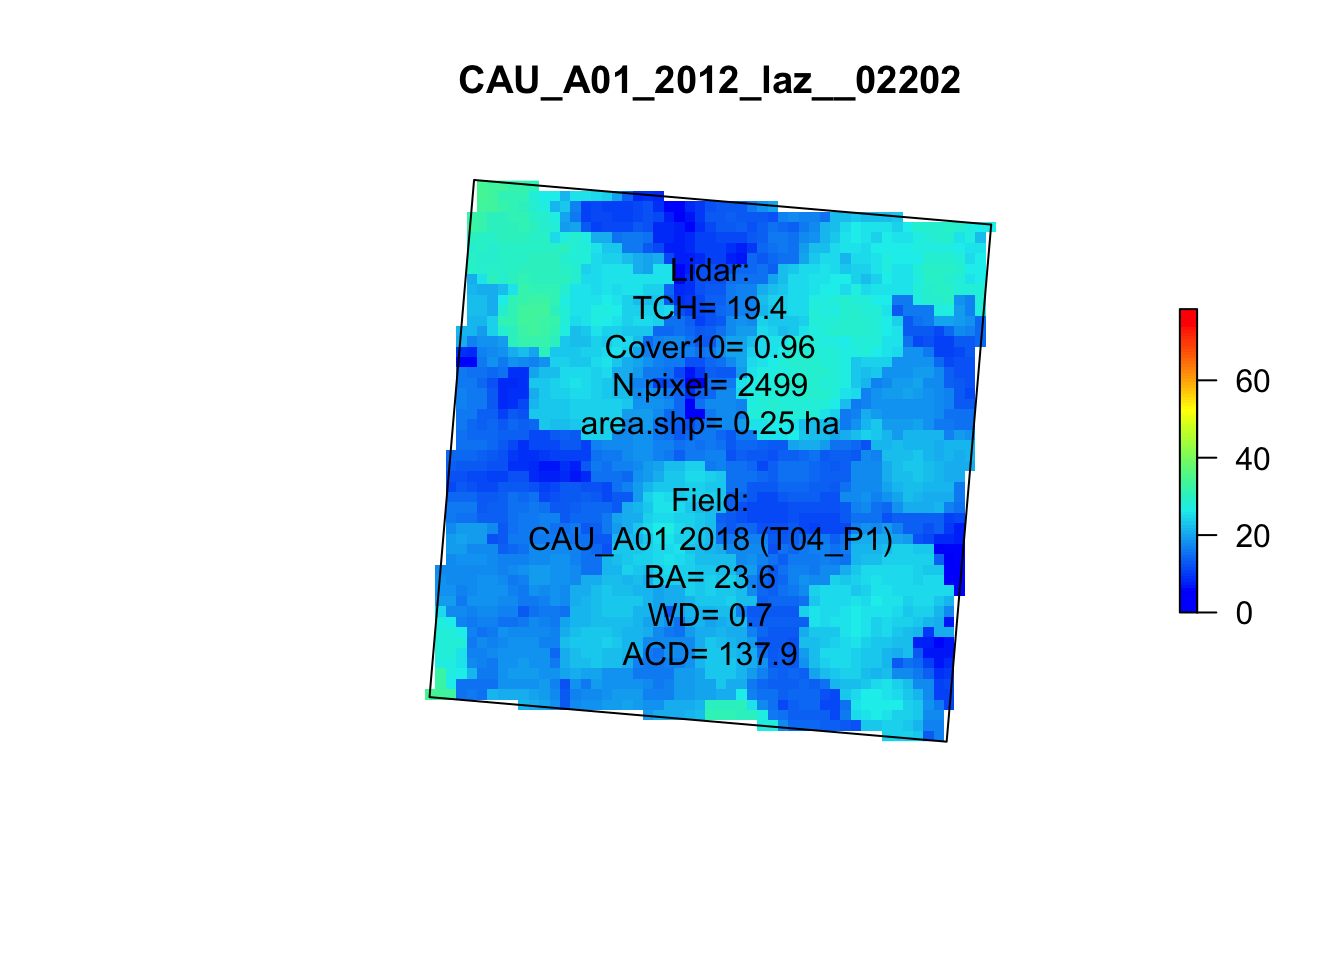 CAU_A01_2012_laz__02202
Lidar:
TCH= 19.4
Cover10= 0.96
N.pixel= 2499
area.shp= 0.25 ha
Field:
CAU_A01 2018 (T04_P1)
BA= 23.6
WD= 0.7
ACD= 137.9
60
40
20
0